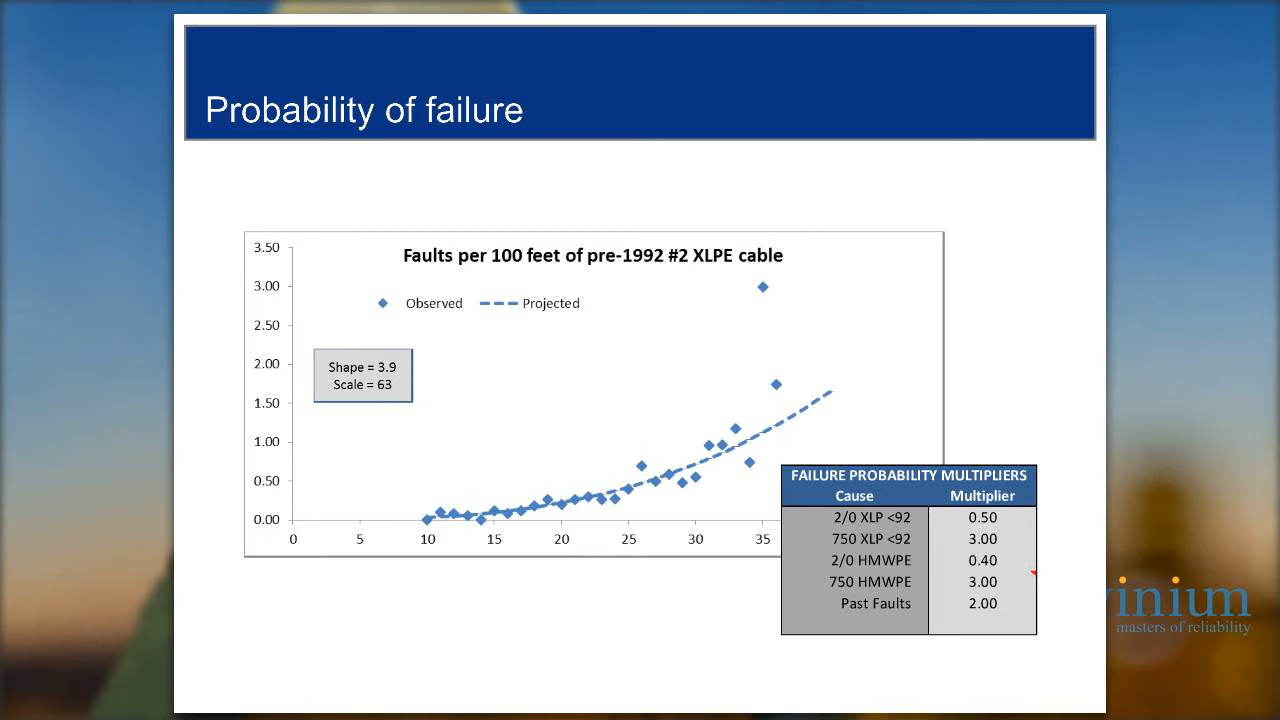 Probability of failure
Faults per 100 feet of pre-1992 #2 XLPE cable
3.50
3.00
2.50
2.00
1.50
1.00
0.50
0.00
Observed Projected
Shape = 3.9
Scale = 63
0 5 10 15 20 25 30 35
FAILURE PROBABILITY MULTIPLIERS
Cause Multiplier
2/0 XLP <92 0.50
750 XLP <92 3.00
2/0 HMWPE 0.40
750 HMWPE 3.00
Past Faults 2.00
vinium
masters of reliability